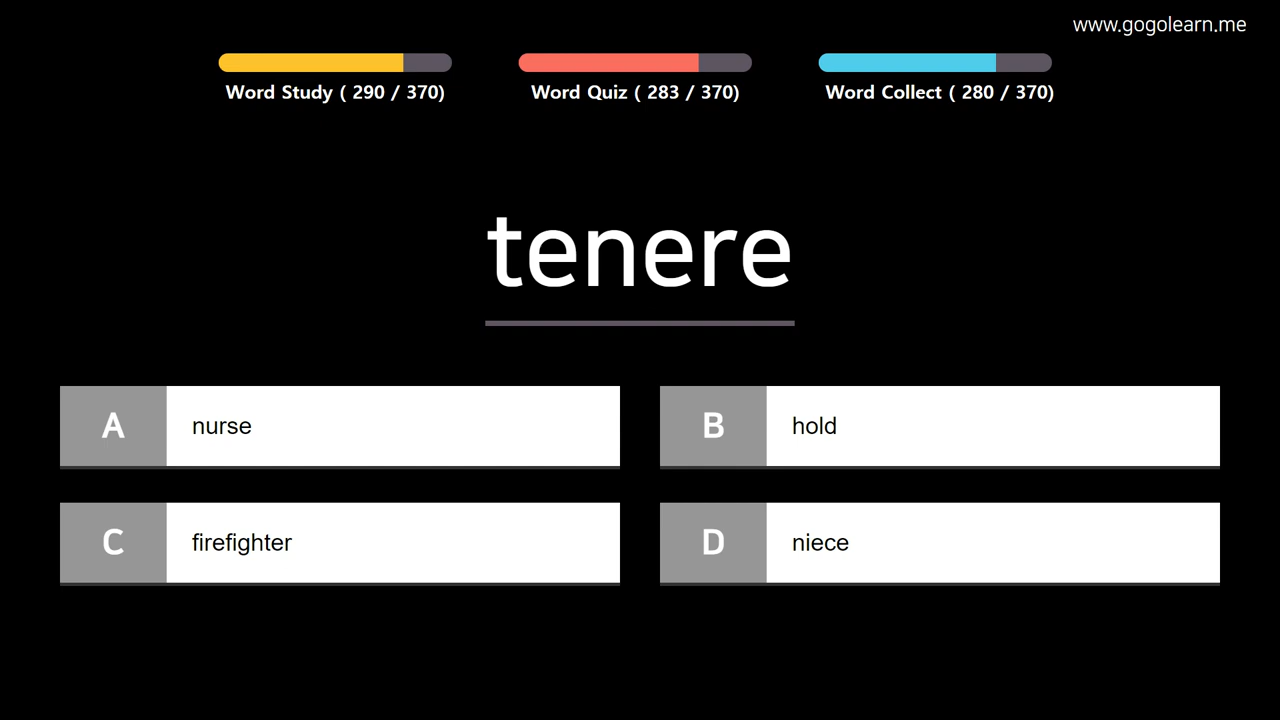 www.gogolearn.me
Word Study ( 290 / 370)
Word Quiz ( 283 / 370)
Word Collect ( 280 / 370)
tenere
A nurse
B hold
C firefighter
D niece